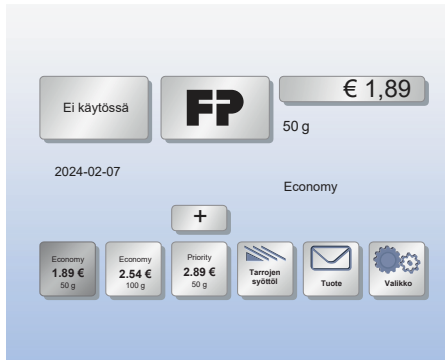 Ei käytössä
FP
€ 1,89
50 g
2024-02-07
Economy
+
Economy
1.89 €
50 g
Economy
2.54 €
100 g
Priority
2.89 €
50 g
Tarrojen
syöttöl
Tuote
Valikko